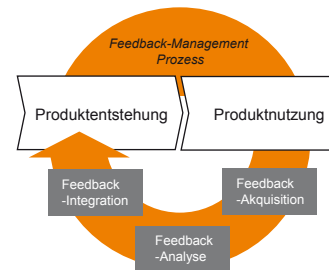 Feedback-Management
Prozess
Produktentstehung
Produktnutzung
Feedback
-Integration
Feedback
-Akquisition
Feedback
-Analyse